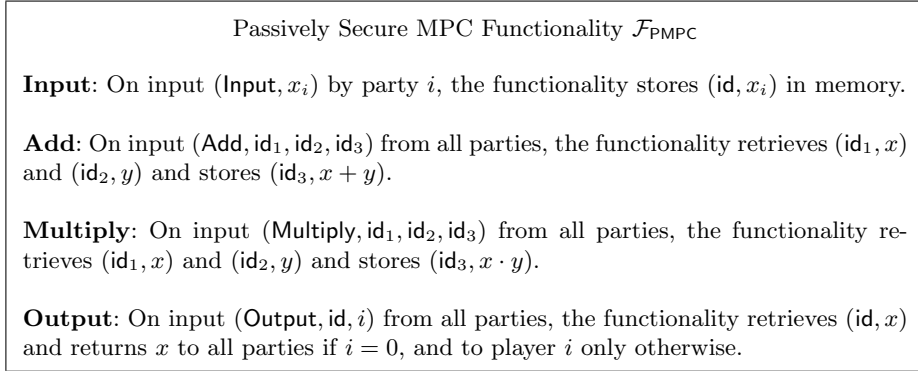 Passively Secure MPC Functionality $\mathcal{F}_{\mathsf{PMPC}}$
Input: On input (Input, x_i) by party i, the functionality stores (id, x_i) in memory.
Add: On input (Add, id_1, id_2, id_3) from all parties, the functionality retrieves (id_1, x)
and (id_2, y) and stores (id_3, x + y).
Multiply: On input (Multiply, id_1, id_2, id_3) from all parties, the functionality re-
trieves (id_1, x) and (id_2, y) and stores (id_3, x · y).
Output: On input (Output, id, i) from all parties, the functionality retrieves (id, x)
and returns x to all parties if i = 0, and to player i only otherwise.